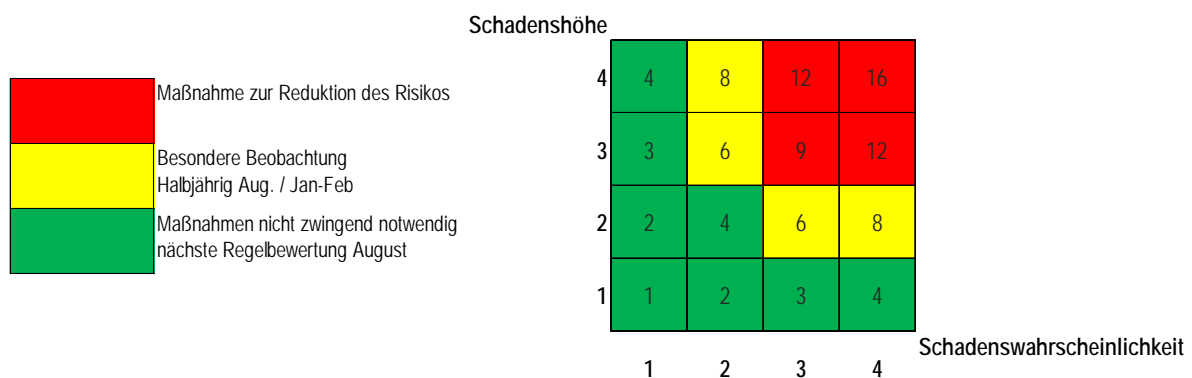 Schadenshöhe
Maßnahme zur Reduktion des Risikos
Besondere Beobachtung
Halbjährig Aug. / Jan-Feb
Maßnahmen nicht zwingend notwendig
nächste Regelbewertung August
4 4 8 12 16
3 3 6 9 12
2 2 4 6 8
1 1 2 3 4
Schadenswahrscheinlichkeit
1 2 3 4